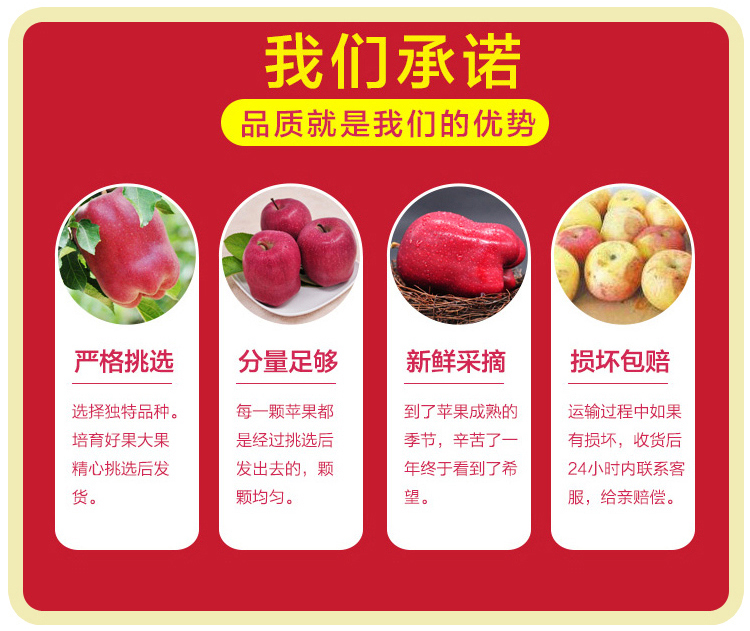 我们承诺
品质就是我们的优势
严格挑选
选择独特品种。
培育好果大果
精心挑选后发
货。
分量足够
每一颗苹果都
是经过挑选后
发出去的，颗
颗均匀。
新鲜采摘
到了苹果成熟的
季节，辛苦了一
年终于看到了希
望。
损坏包赔
运输过程中如果
有损坏，收货后
24小时内联系客
服，给亲赔偿。